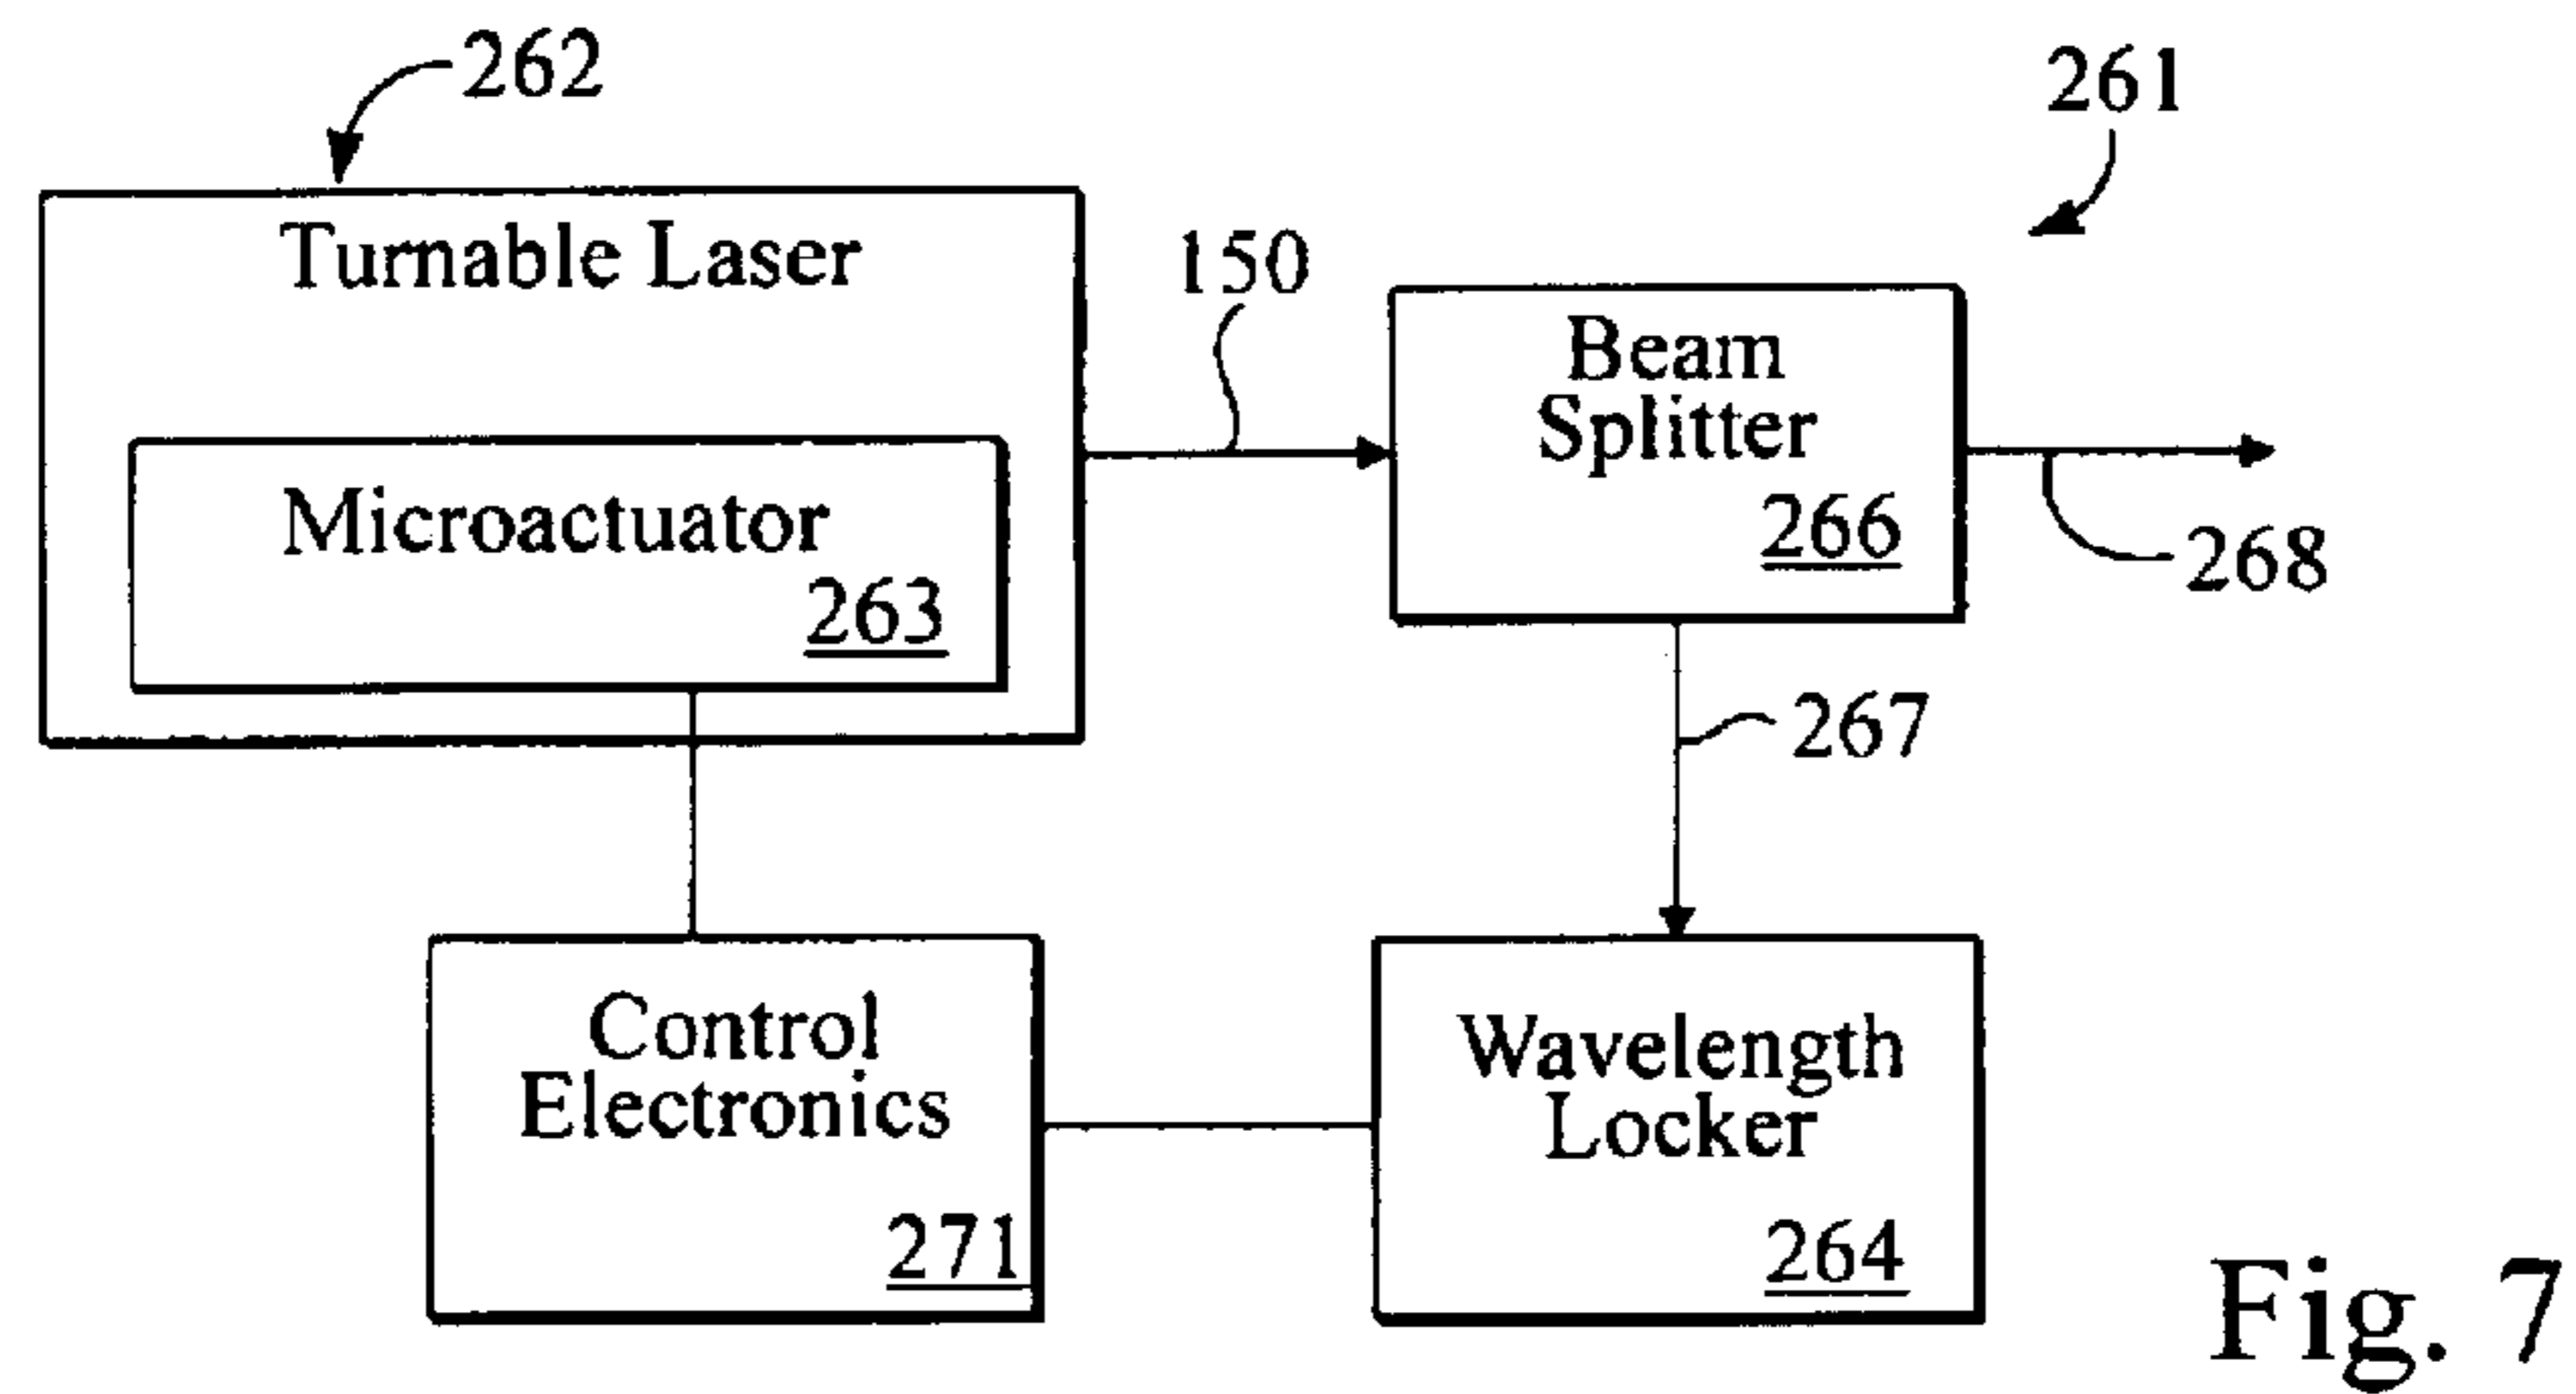 262
261
Turnable Laser
150
Beam
Splitter
266
268
Microactuator
263
267
Control
Electronics
271
Wavelength
Locker
264
Fig. 7